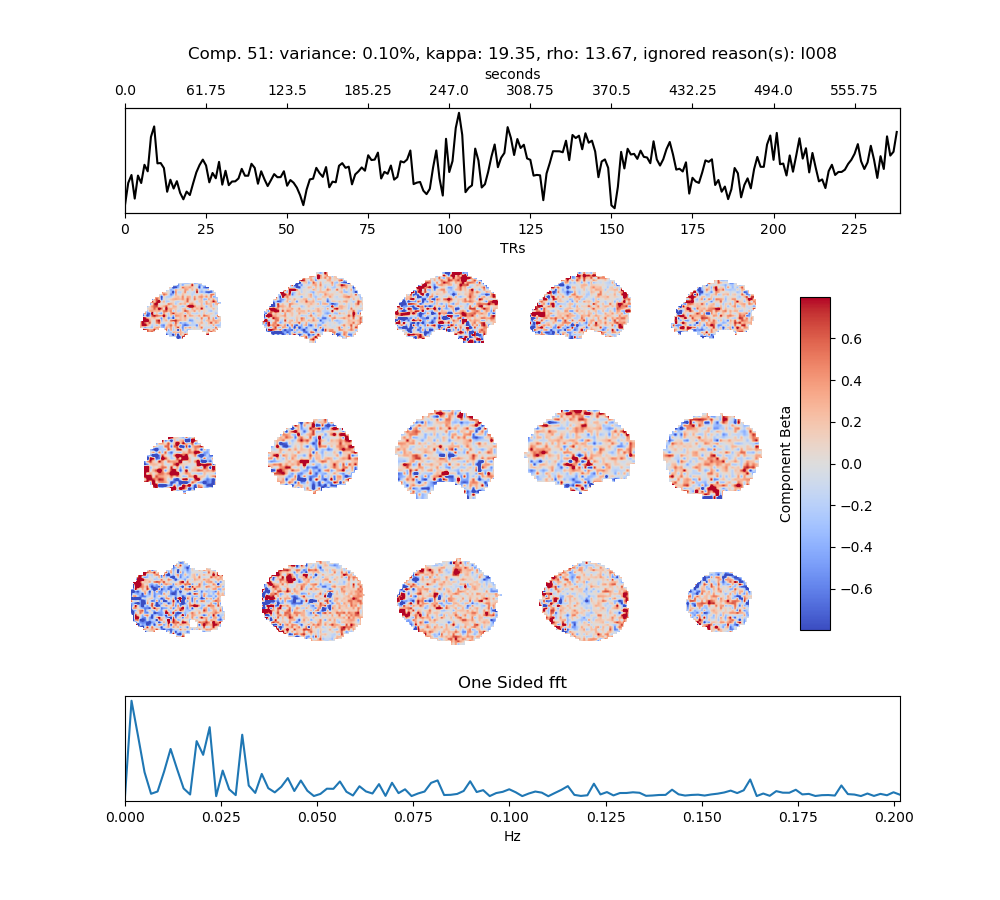 Comp. 51: variance: 0.10%, kappa: 19.35, rho: 13.67, ignored reason(s): I008
seconds
0.0 61.75 123.5 185.25 247.0 308.75 370.5 432.25 494.0 555.75
0 25 50 75 100 125 150 175 200 225
TRs
0.6
0.4
0.2
0.0
−0.2
−0.4
−0.6
Component Beta
One Sided fft
0.000 0.025 0.050 0.075 0.100 0.125 0.150 0.175 0.200
Hz